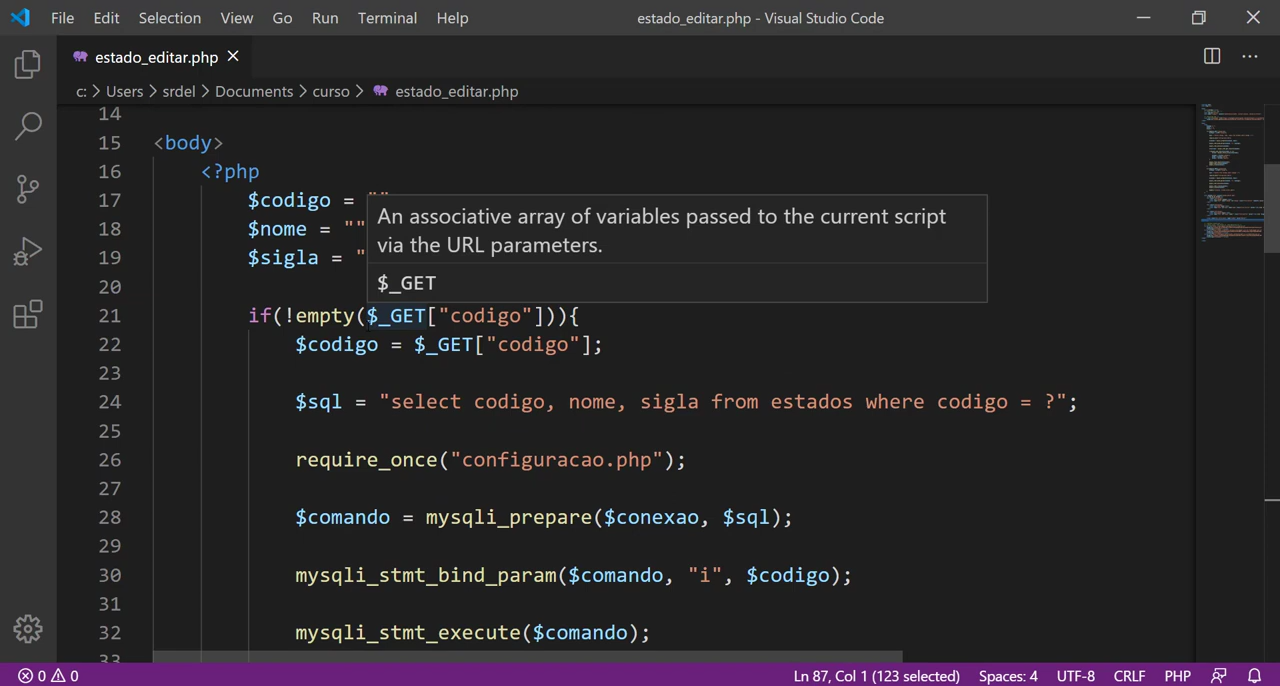 File Edit Selection View Go Run Terminal Help estado_editar.php - Visual Studio Code
estado_editar.php
c: > Users > srdel > Documents > curso > estado_editar.php
14
15 <body>
16 <?php
17 $codigo = ""
18 $nome = ""
19 $sigla = "
An associative array of variables passed to the current script
via the URL parameters.
$_GET
20
21 if(!empty($_GET["codigo"])){
22 $codigo = $_GET["codigo"];
23
24 $sql = "select codigo, nome, sigla from estados where codigo = ?";
25
26 require_once("configuracao.php");
27
28 $comando = mysqli_prepare($conexao, $sql);
29
30 mysqli_stmt_bind_param($comando, "i", $codigo);
31
32 mysqli_stmt_execute($comando);
33
0 0 Ln 87, Col 1 (123 selected) Spaces: 4 UTF-8 CRLF PHP